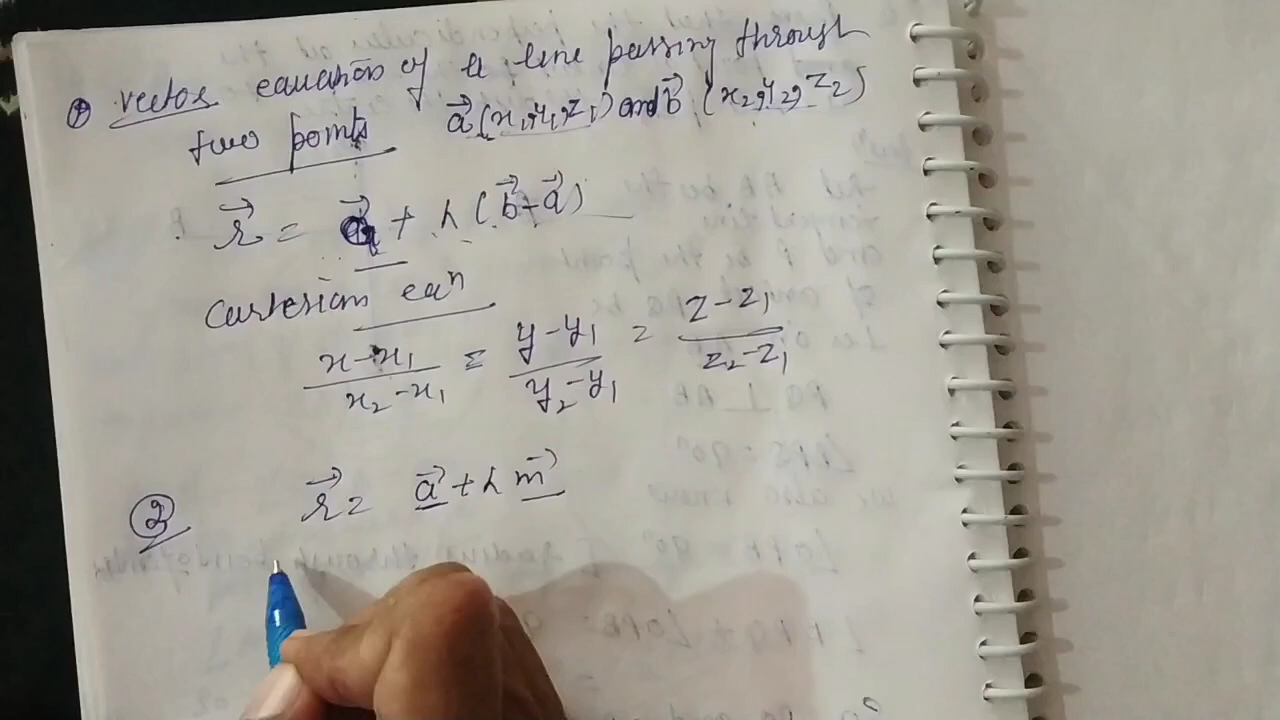 vector equation of a line passing through
two points a⃗ (x₁, y₁, z₁) and b⃗ (x₂, y₂, z₂)
r⃗ = a⃗ + λ (b⃗ - a⃗)
Cartesian eqⁿ
(x - x₁)/(x₂ - x₁) = (y - y₁)/(y₂ - y₁) = (z - z₁)/(z₂ - z₁)
② r⃗ = a⃗ + λ m⃗